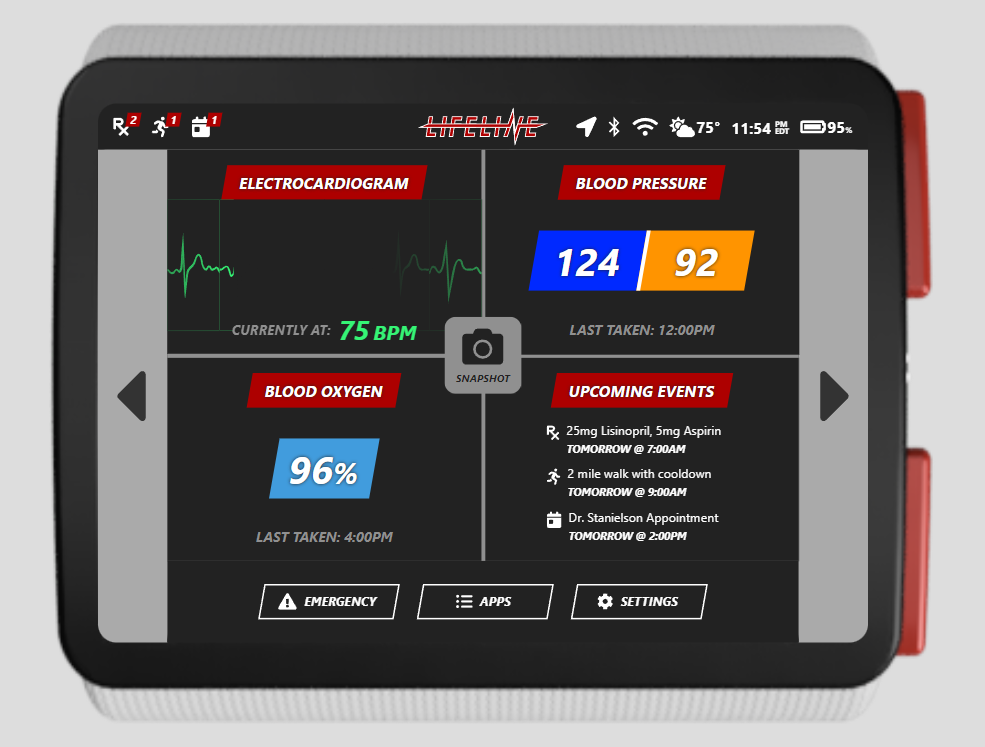 2 1 1 LIFELINE 75° 11:54 PM EDT 95%
ELECTROCARDIOGRAM
CURRENTLY AT: 75 BPM
BLOOD PRESSURE
124 92
LAST TAKEN: 12:00PM
SNAPSHOT
BLOOD OXYGEN
96%
LAST TAKEN: 4:00PM
UPCOMING EVENTS
25mg Lisinopril, 5mg Aspirin
TOMORROW @ 7:00AM
2 mile walk with cooldown
TOMORROW @ 9:00AM
Dr. Stanielson Appointment
TOMORROW @ 2:00PM
EMERGENCY
APPS
SETTINGS